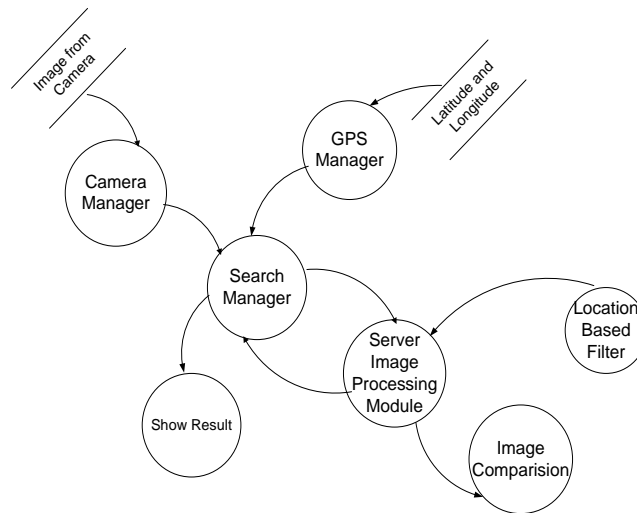 Image from
Camera
Latitude and
Longitude
GPS
Manager
Camera
Manager
Search
Manager
Location
Based
Filter
Server
Image
Processing
Module
Show Result
Image
Comparision